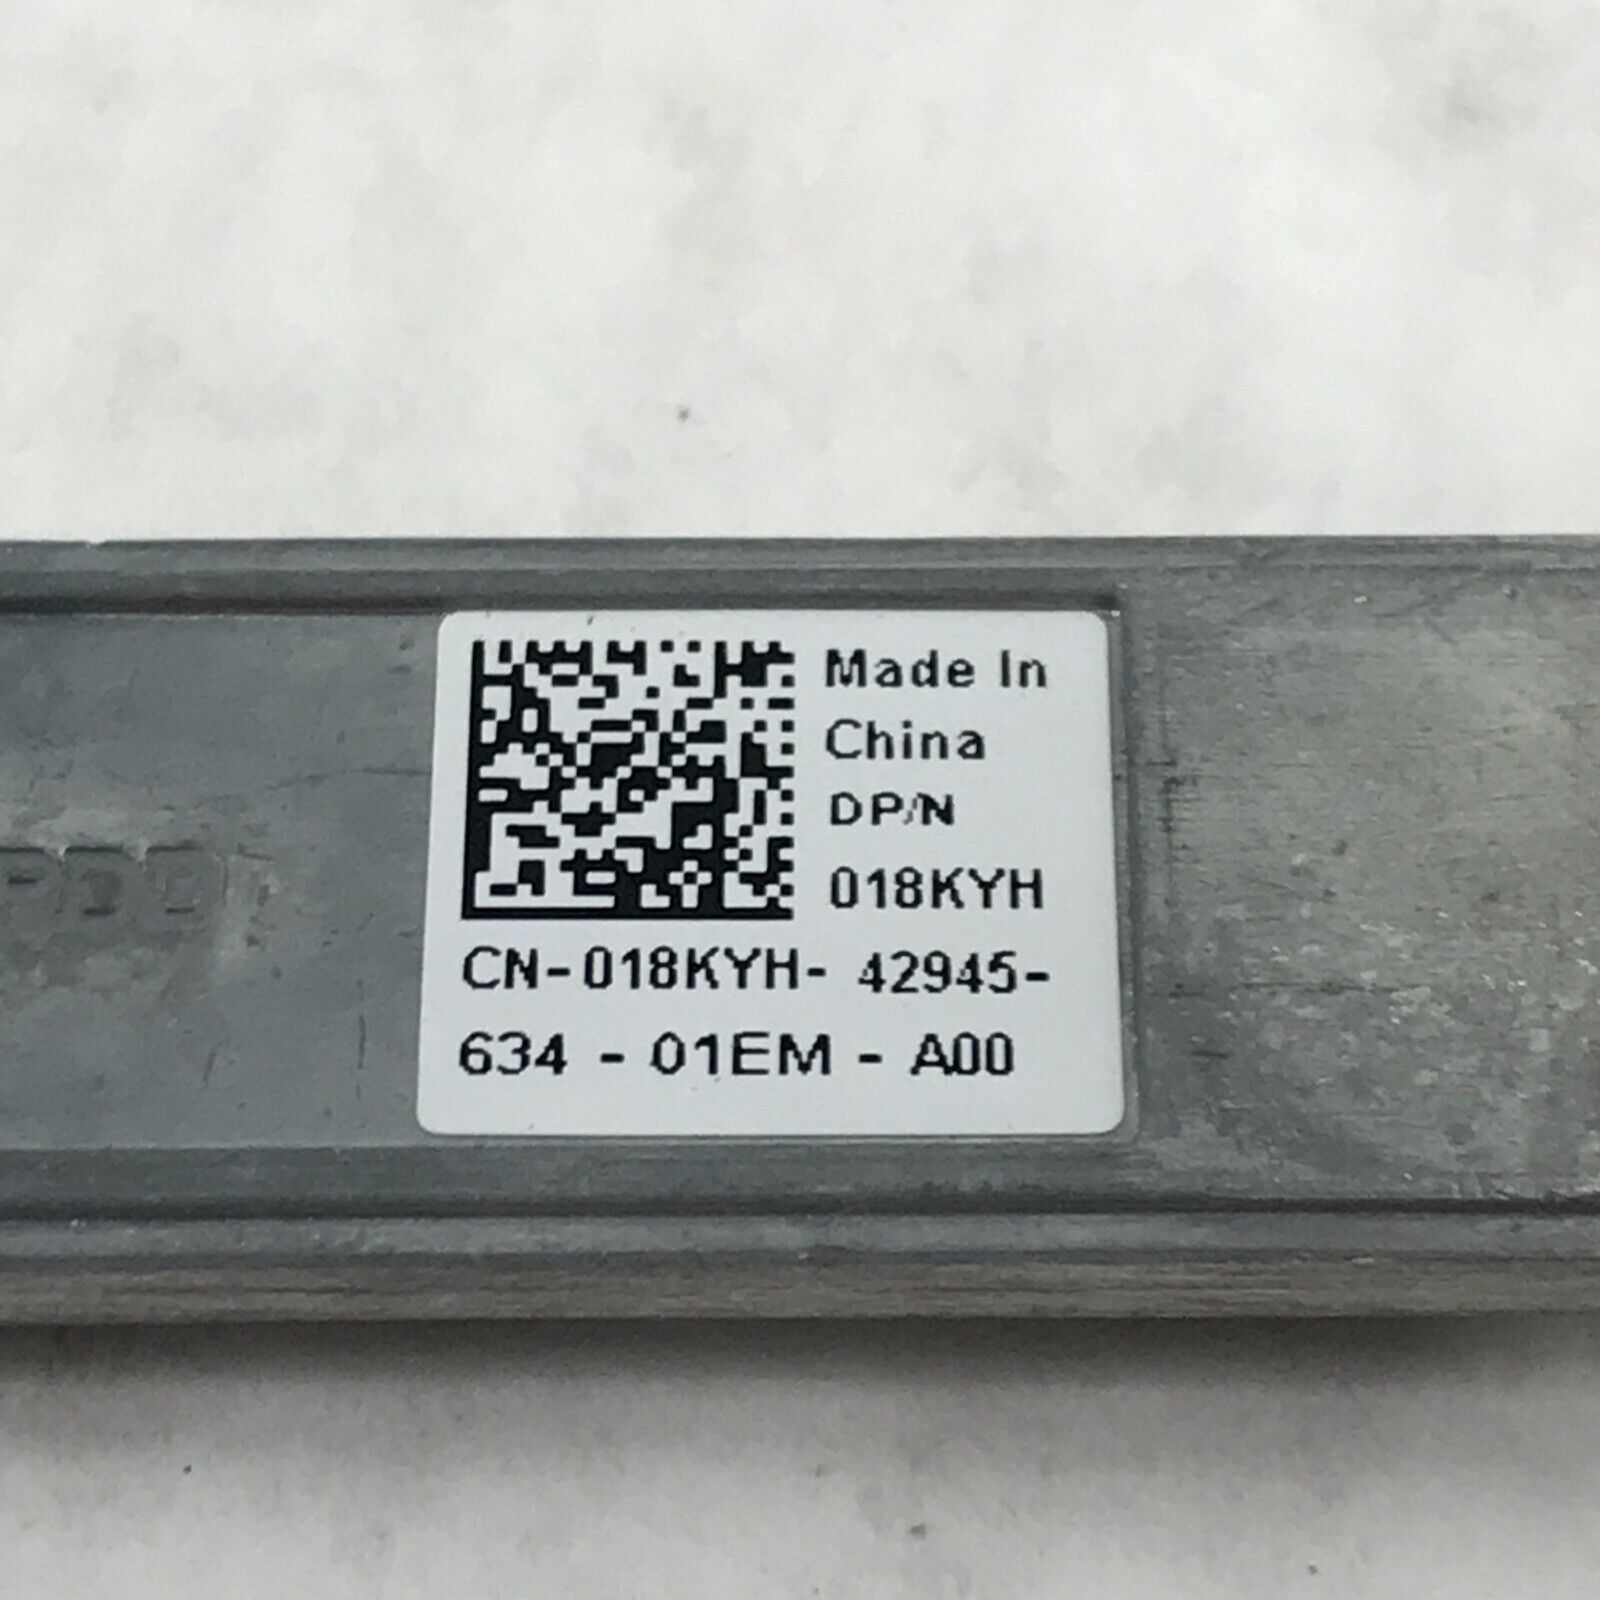 Made In
China
DP/N
018KYH
CN-018KYH- 42945-
634 - 01EM - A00